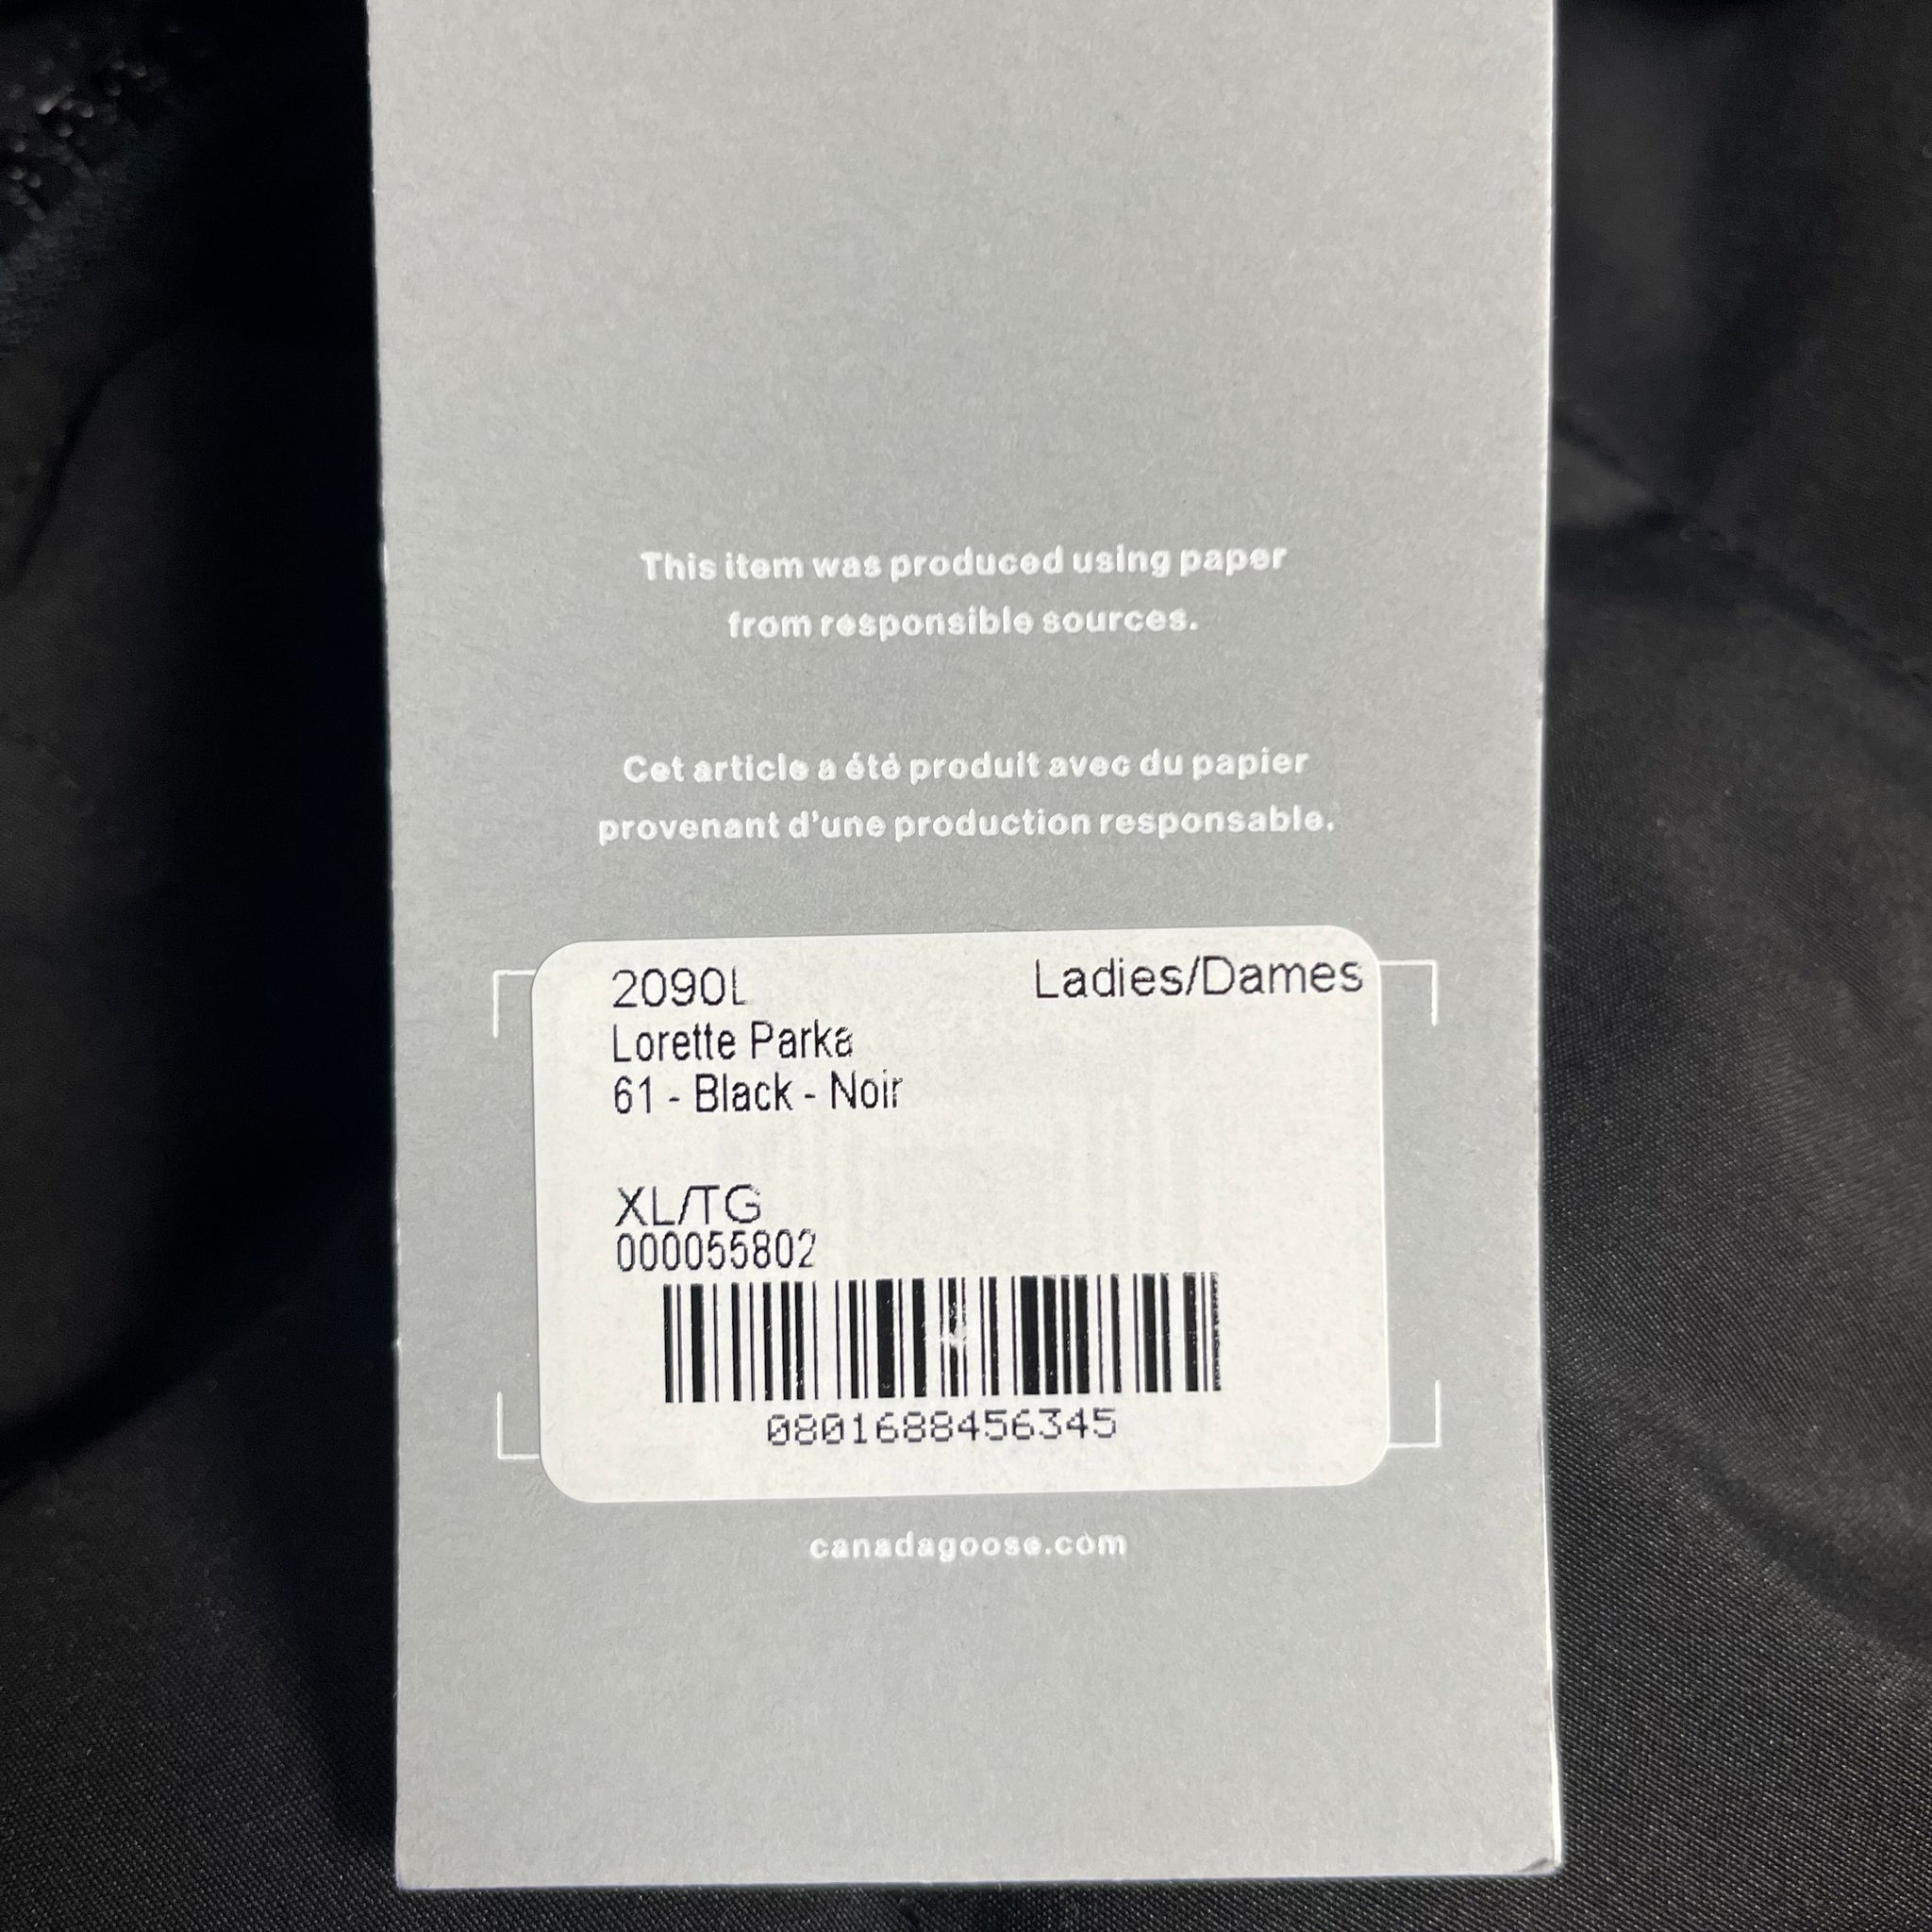 This item was produced using paper
from responsible sources.
Cet article a été produit avec du papier
provenant d'une production responsable.
2090L
Ladies/Dames
Lorette Parka
61 - Black - Noir
XL/TG
000055802
0801688456345
canadagoose.com